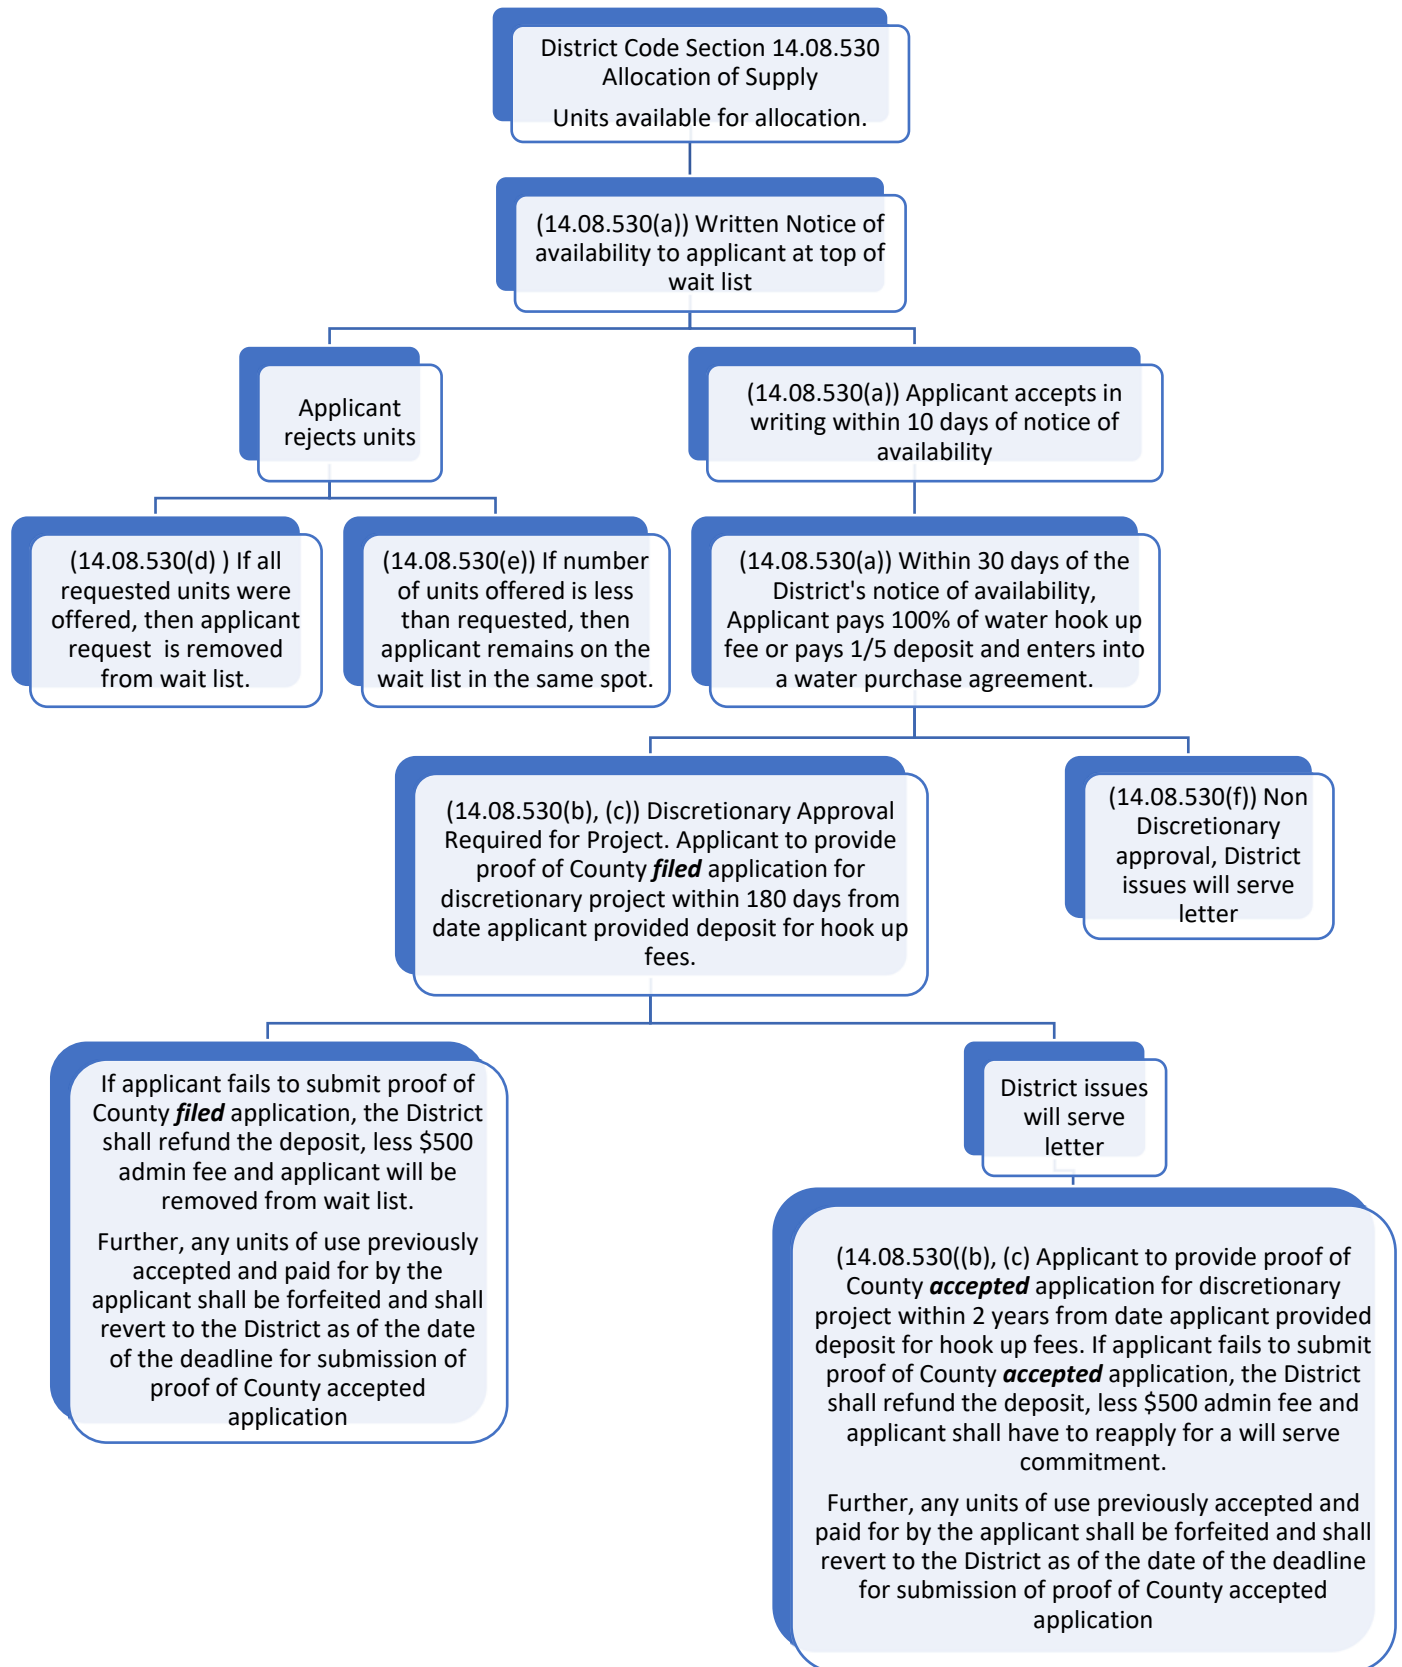 District Code Section 14.08.530
Allocation of Supply
Units available for allocation.
(14.08.530(a)) Written Notice of
availability to applicant at top of
wait list
Applicant
rejects units
(14.08.530(a)) Applicant accepts in
writing within 10 days of notice of
availability
(14.08.530(d) ) If all
requested units were
offered, then applicant
request  is removed
from wait list.
(14.08.530(e)) If number
of units offered is less
than requested, then
applicant remains on the
wait list in the same spot.
(14.08.530(a)) Within 30 days of the
District's notice of availability,
Applicant pays 100% of water hook up
fee or pays 1/5 deposit and enters into
a water purchase agreement.
(14.08.530(b), (c)) Discretionary Approval
Required for Project. Applicant to provide
proof of County filed application for
discretionary project within 180 days from
date applicant provided deposit for hook up
fees.
(14.08.530(f)) Non
Discretionary
approval, District
issues will serve
letter
If applicant fails to submit proof of
County filed application, the District
shall refund the deposit, less $500
admin fee and applicant will be
removed from wait list.
Further, any units of use previously
accepted and paid for by the
applicant shall be forfeited and shall
revert to the District as of the date
of the deadline for submission of
proof of County accepted
application
District issues
will serve
letter
(14.08.530((b), (c) Applicant to provide proof of
County accepted application for discretionary
project within 2 years from date applicant provided
deposit for hook up fees. If applicant fails to submit
proof of County accepted application, the District
shall refund the deposit, less $500 admin fee and
applicant shall have to reapply for a will serve
commitment.
Further, any units of use previously accepted and
paid for by the applicant shall be forfeited and shall
revert to the District as of the date of the deadline
for submission of proof of County accepted
application